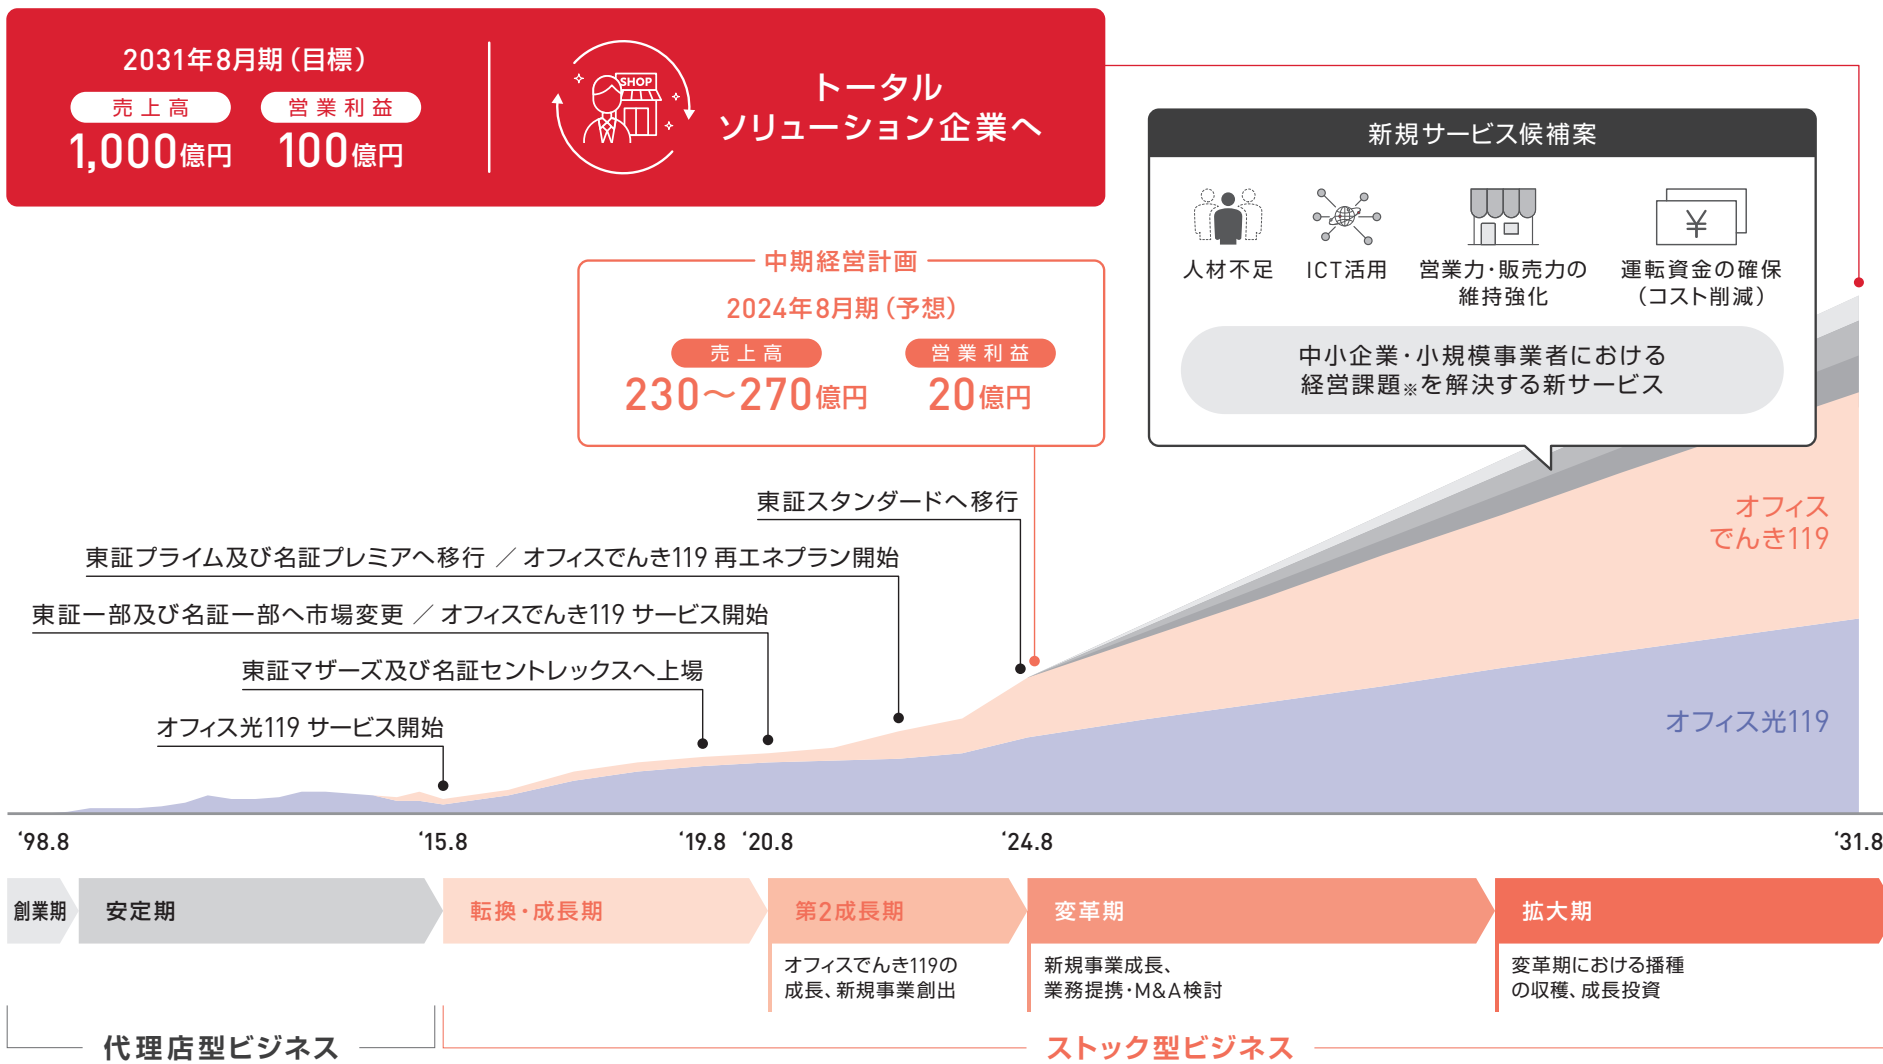 2031年8月期（目標）
売上高
営業利益
1,000億円
100億円
SHOP
トータル
ソリューション企業へ
新規サービス候補案
人材不足
ICT活用
営業力・販売力の
維持強化
運転資金の確保
（コスト削減）
中小企業・小規模事業者における
経営課題※を解決する新サービス
中期経営計画
2024年8月期（予想）
売上高
営業利益
230〜270億円
20億円
東証スタンダードへ移行
東証プライム及び名証プレミアへ移行 ／ オフィスでんき119 再エネプラン開始
東証一部及び名証一部へ市場変更 ／ オフィスでんき119 サービス開始
東証マザーズ及び名証セントレックスへ上場
オフィス光119 サービス開始
オフィス
でんき119
オフィス光119
‘98.8
‘15.8
‘19.8
‘20.8
‘24.8
‘31.8
創業期
安定期
転換・成長期
第2成長期
変革期
拡大期
オフィスでんき119の
成長、新規事業創出
新規事業成長、
業務提携・M&A検討
変革期における播種
の収穫、成長投資
代理店型ビジネス
ストック型ビジネス